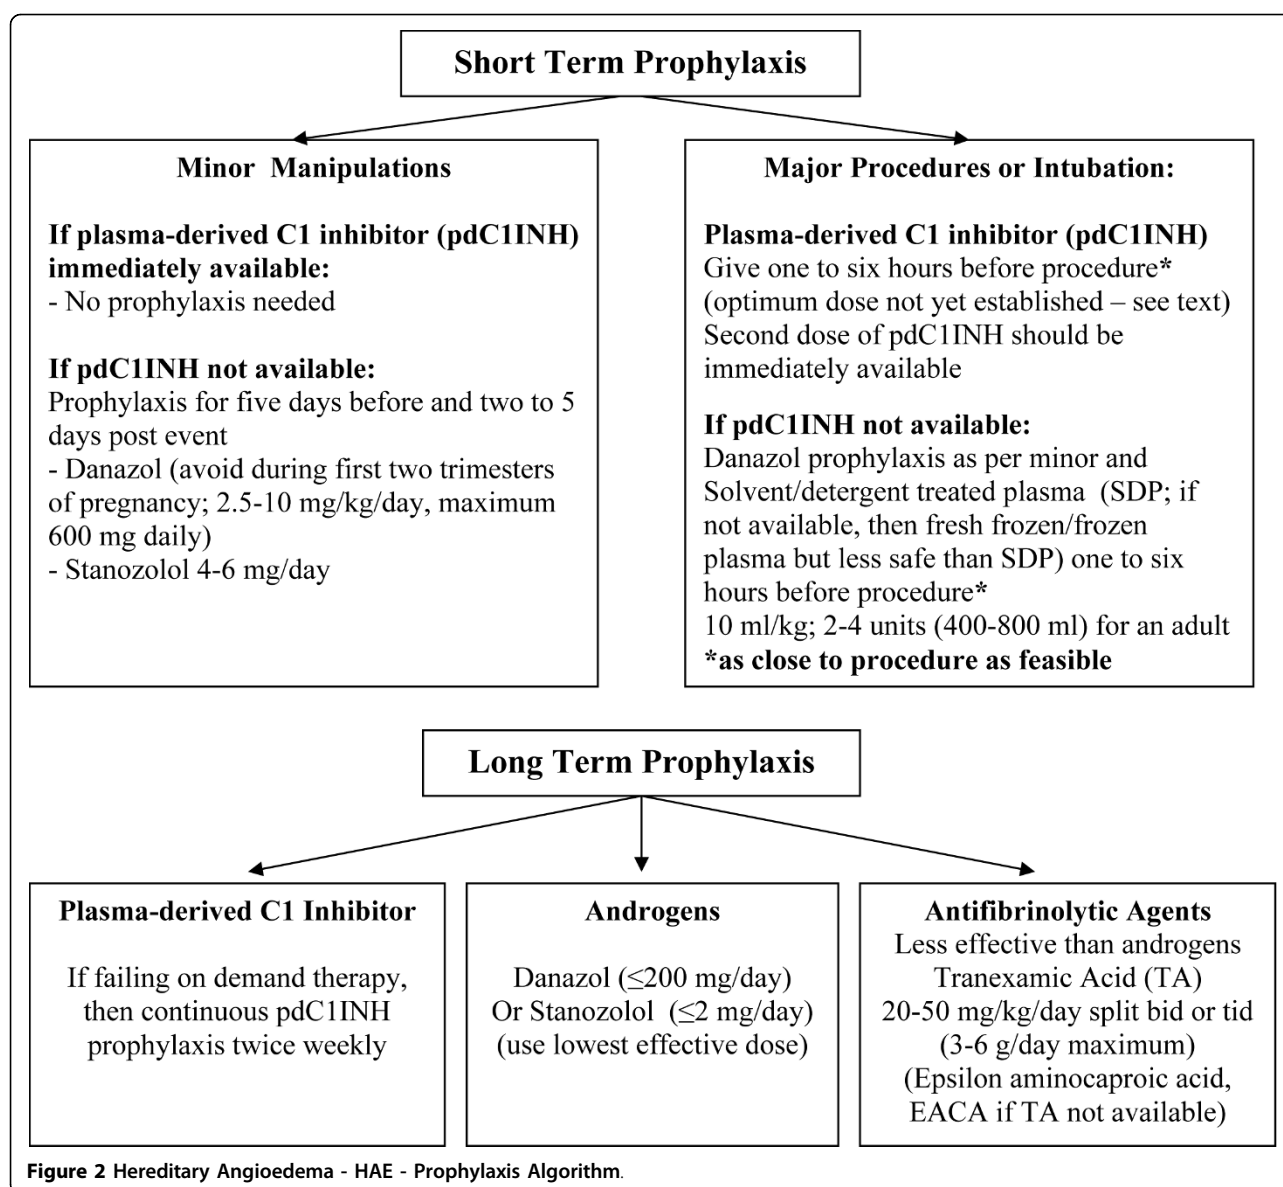 Short Term Prophylaxis
Minor Manipulations
If plasma-derived C1 inhibitor (pdC1INH)
immediately available:
- No prophylaxis needed
If pdC1INH not available:
Prophylaxis for five days before and two to 5
days post event
- Danazol (avoid during first two trimesters
of pregnancy; 2.5-10 mg/kg/day, maximum
600 mg daily)
- Stanozolol 4-6 mg/day
Major Procedures or Intubation:
Plasma-derived C1 inhibitor (pdC1INH)
Give one to six hours before procedure*
(optimum dose not yet established – see text)
Second dose of pdC1INH should be
immediately available
If pdC1INH not available:
Danazol prophylaxis as per minor and
Solvent/detergent treated plasma (SDP; if
not available, then fresh frozen/frozen
plasma but less safe than SDP) one to six
hours before procedure*
10 ml/kg; 2-4 units (400-800 ml) for an adult
*as close to procedure as feasible
Long Term Prophylaxis
Plasma-derived C1 Inhibitor
If failing on demand therapy,
then continuous pdC1INH
prophylaxis twice weekly
Androgens
Danazol (≤200 mg/day)
Or Stanozolol (≤2 mg/day)
(use lowest effective dose)
Antifibrinolytic Agents
Less effective than androgens
Tranexamic Acid (TA)
20-50 mg/kg/day split bid or tid
(3-6 g/day maximum)
(Epsilon aminocaproic acid,
EACA if TA not available)
Figure 2 Hereditary Angioedema - HAE - Prophylaxis Algorithm.